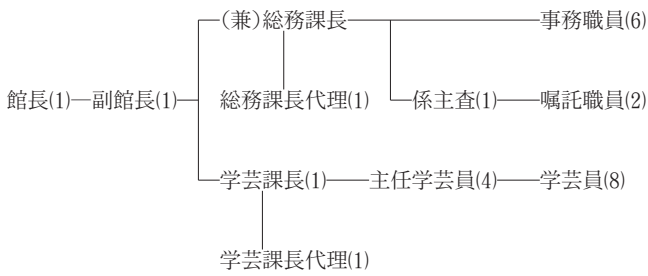 (兼)総務課長 事務職員(6)
館長(1) 副館長(1) 総務課長代理(1) 係主査(1) 嘱託職員(2)
学芸課長(1) 主任学芸員(4) 学芸員(8)
学芸課長代理(1)